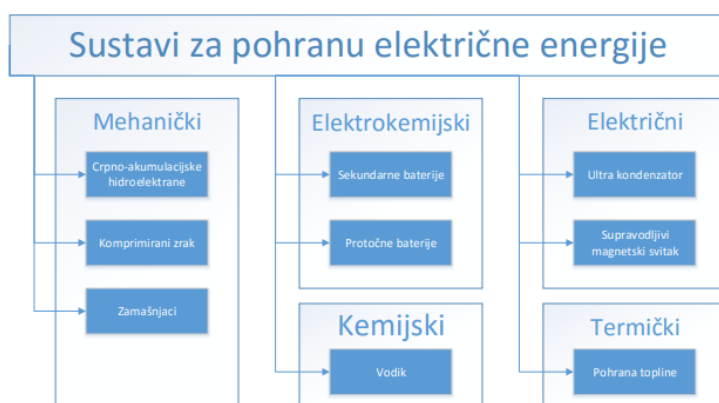 Sustavi za pohranu električne energije
Mehanički
Crpno-akumulacijske
hidroelektrane
Komprimirani zrak
Zamašnjaci
Elektrokemijski
Sekundarne baterije
Protočne baterije
Kemijski
Vodik
Električni
Ultra kondenzator
Supravodljivi
magnetski svitak
Termički
Pohrana topline